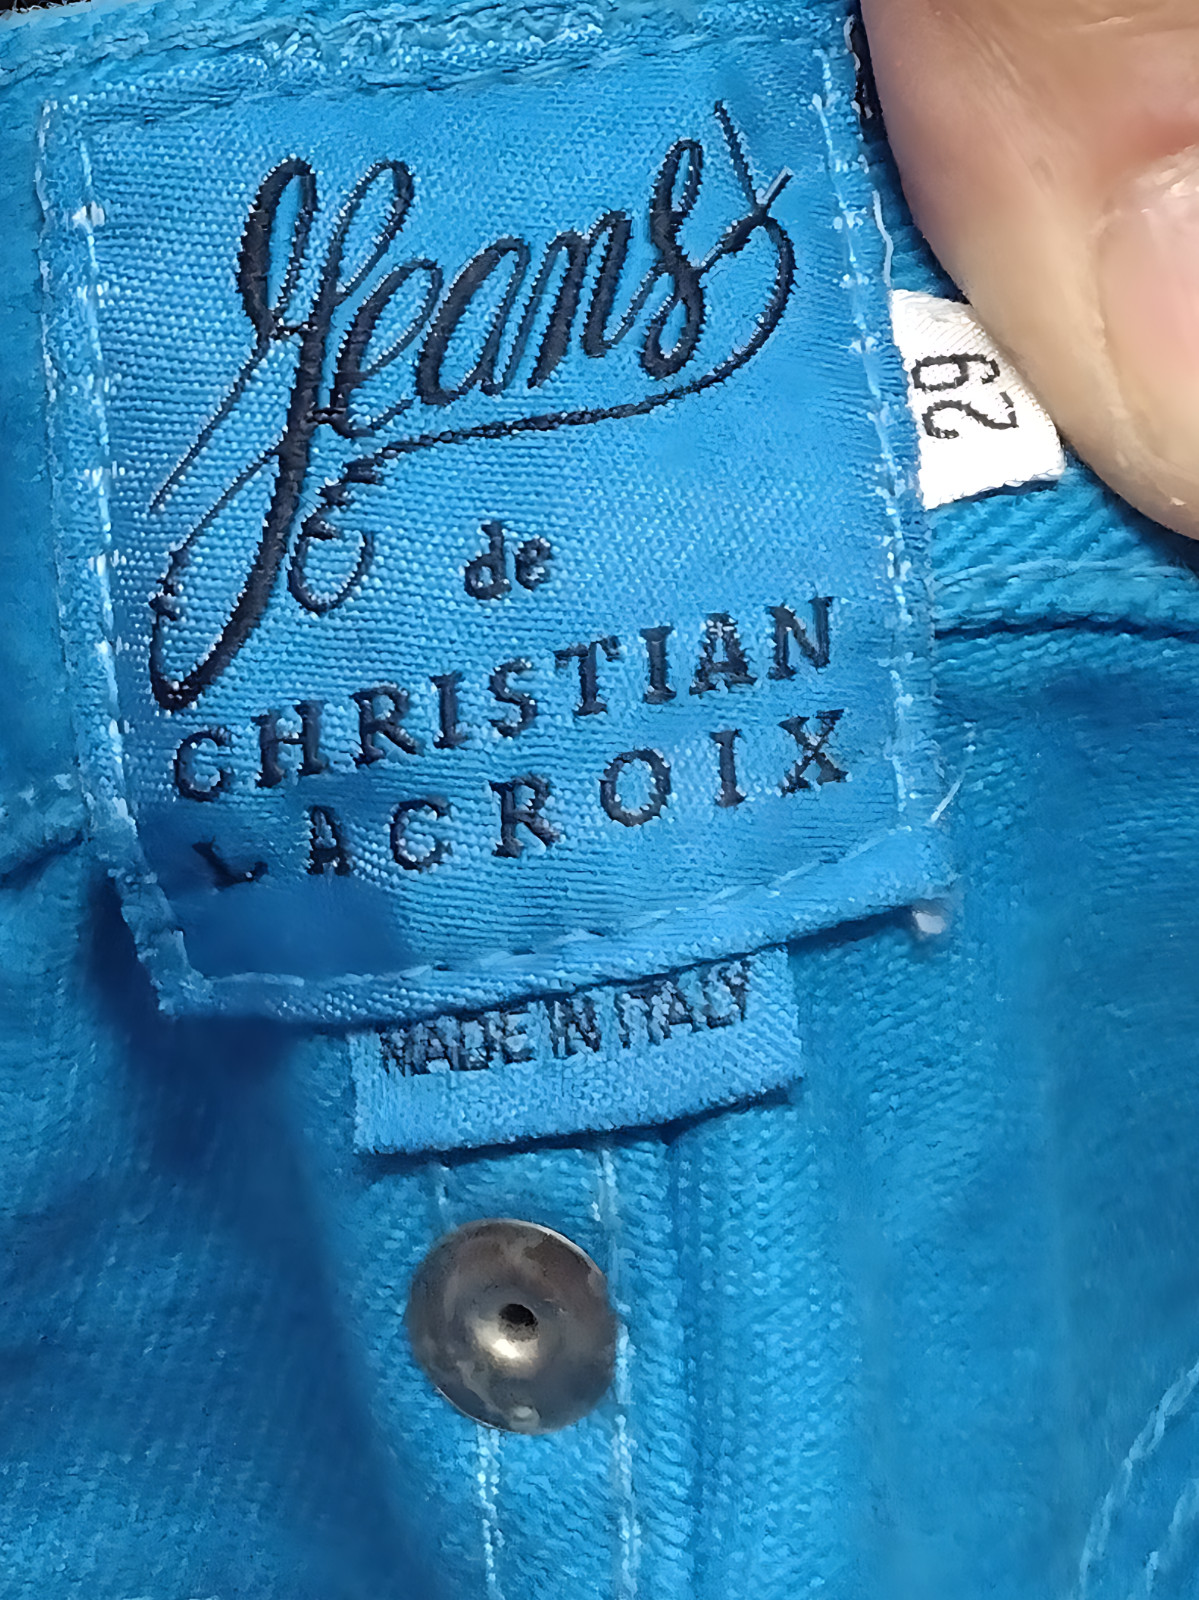 Jeans
de
CHRISTIAN
LACROIX
29
MADE IN ITALY